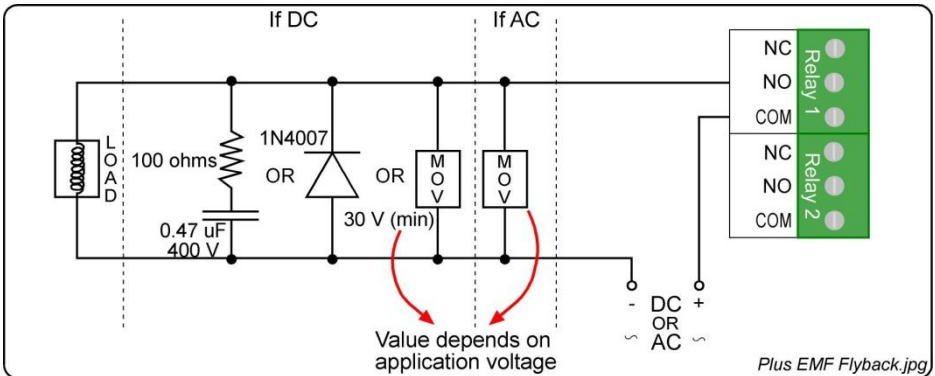 If DC
If AC
LOAD
100 ohms
0.47 uF
400 V
OR
1N4007
OR
MOV
30 V (min)
MOV
Value depends on
application voltage
NC
NO
COM
Relay 1
NC
NO
COM
Relay 2
- DC +
OR
~ AC ~
Plus EMF Flyback.jpg